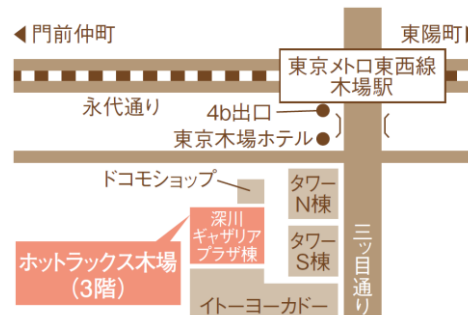 門前仲町
東陽町
東京メトロ東西線
木場駅
永代通り
4b出口
東京木場ホテル
ドコモショップ
タワー
N棟
深川
ギャザリア
プラザ棟
タワー
S棟
三ツ目通り
ホットラックス木場
(3階)
イトーヨーカドー